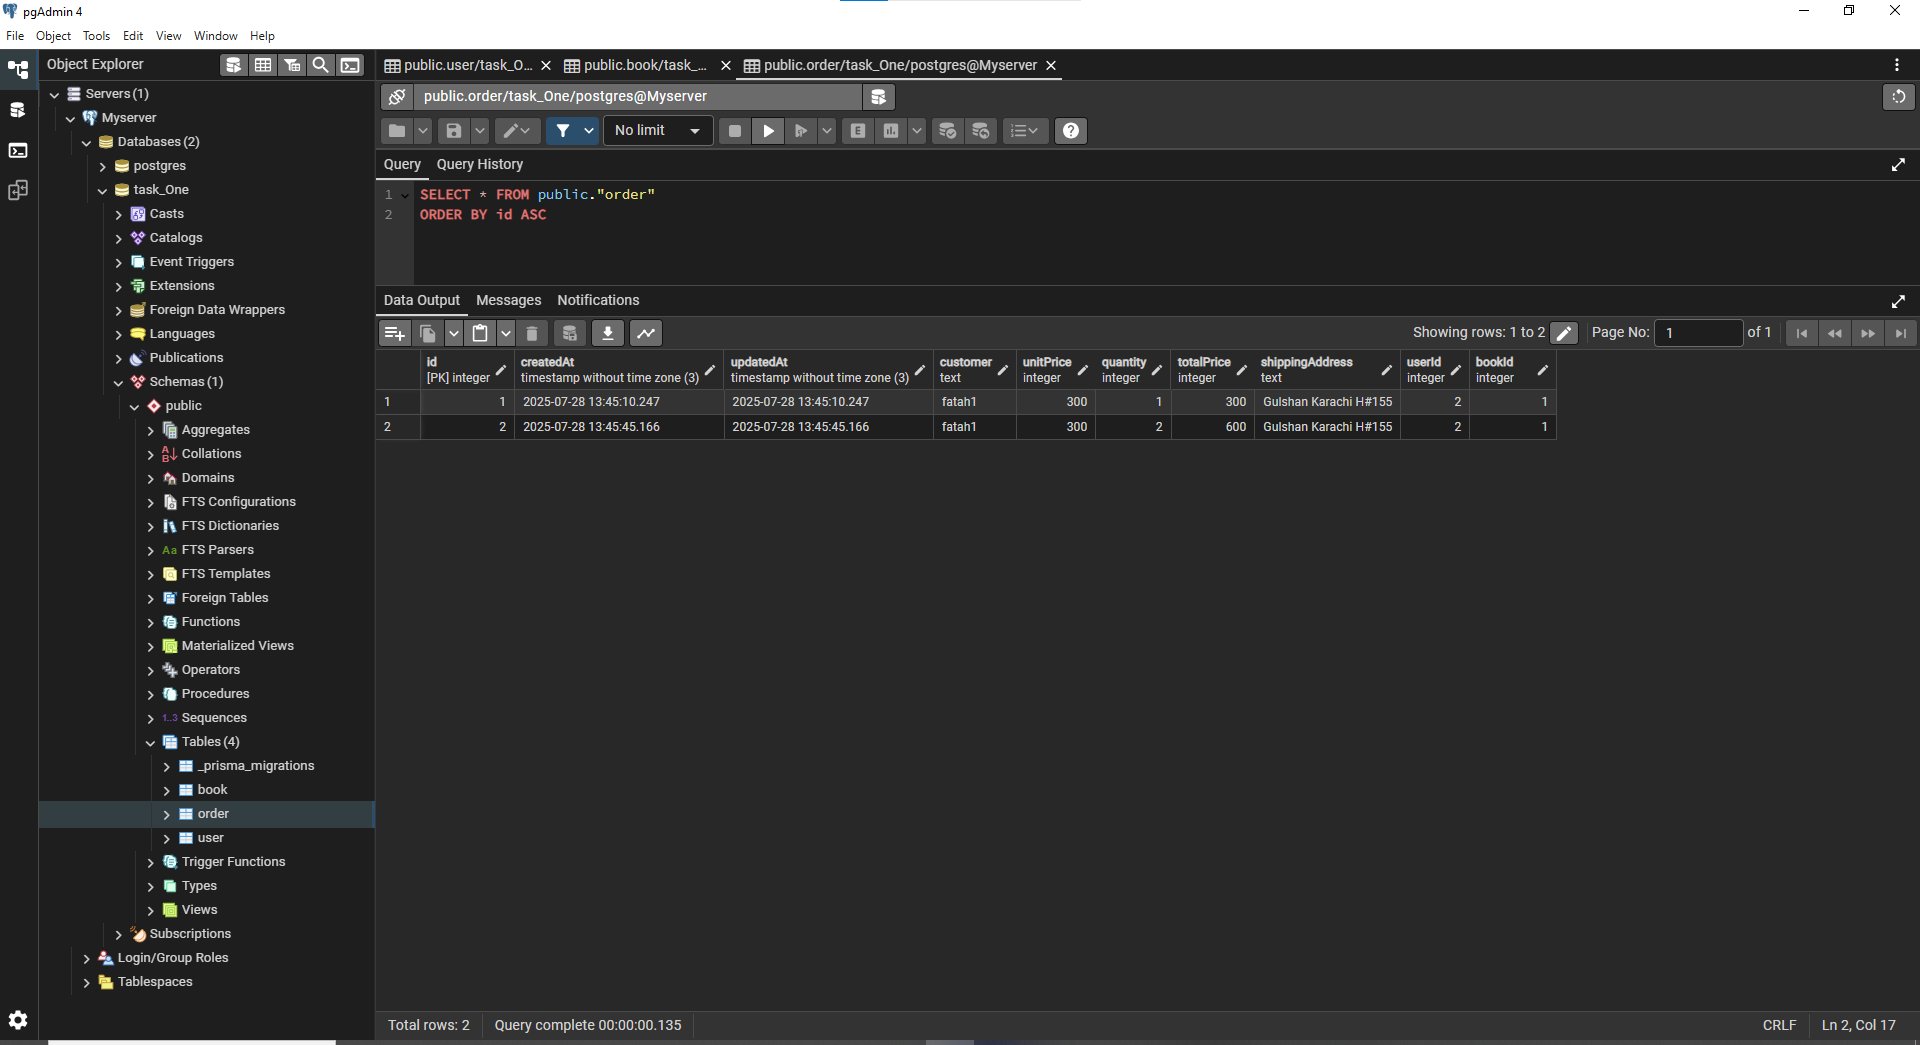 pgAdmin 4
File Object Tools Edit View Window Help
Object Explorer
Servers (1)
Myserver
Databases (2)
postgres
task_One
Casts
Catalogs
Event Triggers
Extensions
Foreign Data Wrappers
Languages
Publications
Schemas (1)
public
Aggregates
Collations
Domains
FTS Configurations
FTS Dictionaries
Aa FTS Parsers
FTS Templates
Foreign Tables
Functions
Materialized Views
Operators
Procedures
1..3 Sequences
Tables (4)
_prisma_migrations
book
order
user
Trigger Functions
Types
Views
Subscriptions
Login/Group Roles
Tablespaces
public.user/task_O... public.book/task_... public.order/task_One/postgres@Myserver
public.order/task_One/postgres@Myserver
No limit E
Query Query History
1 SELECT * FROM public."order"
2 ORDER BY id ASC
Data Output Messages Notifications
Showing rows: 1 to 2 Page No: 1 of 1
id createdAt updatedAt customer unitPrice quantity totalPrice shippingAddress userId bookId
[PK] integer timestamp without time zone (3) timestamp without time zone (3) text integer integer integer text integer integer
1 1 2025-07-28 13:45:10.247 2025-07-28 13:45:10.247 fatah1 300 1 300 Gulshan Karachi H#155 2 1
2 2 2025-07-28 13:45:45.166 2025-07-28 13:45:45.166 fatah1 300 2 600 Gulshan Karachi H#155 2 1
Total rows: 2 Query complete 00:00:00.135 CRLF Ln 2, Col 17